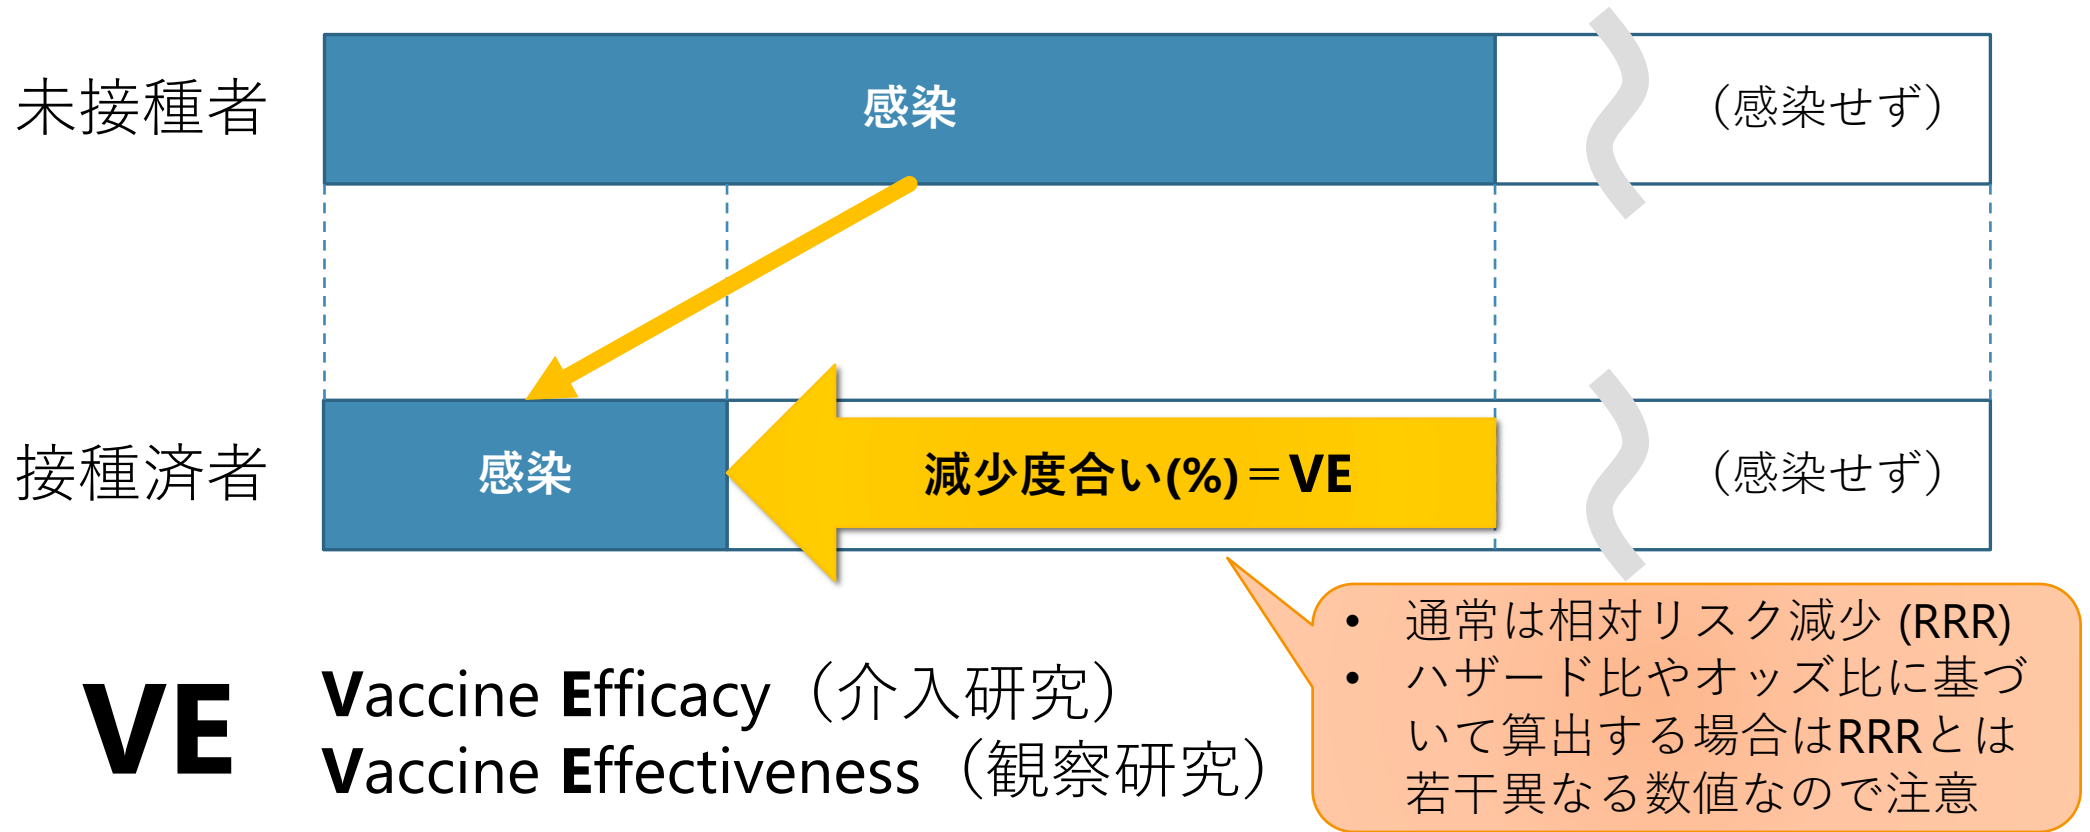 未接種者
感染
（感染せず）
接種済者
感染
減少度合い(%)＝VE
（感染せず）
VE
Vaccine Efficacy（介入研究）
Vaccine Effectiveness（観察研究）
• 通常は相対リスク減少 (RRR)
• ハザード比やオッズ比に基づ
いて算出する場合はRRRとは
若干異なる数値なので注意